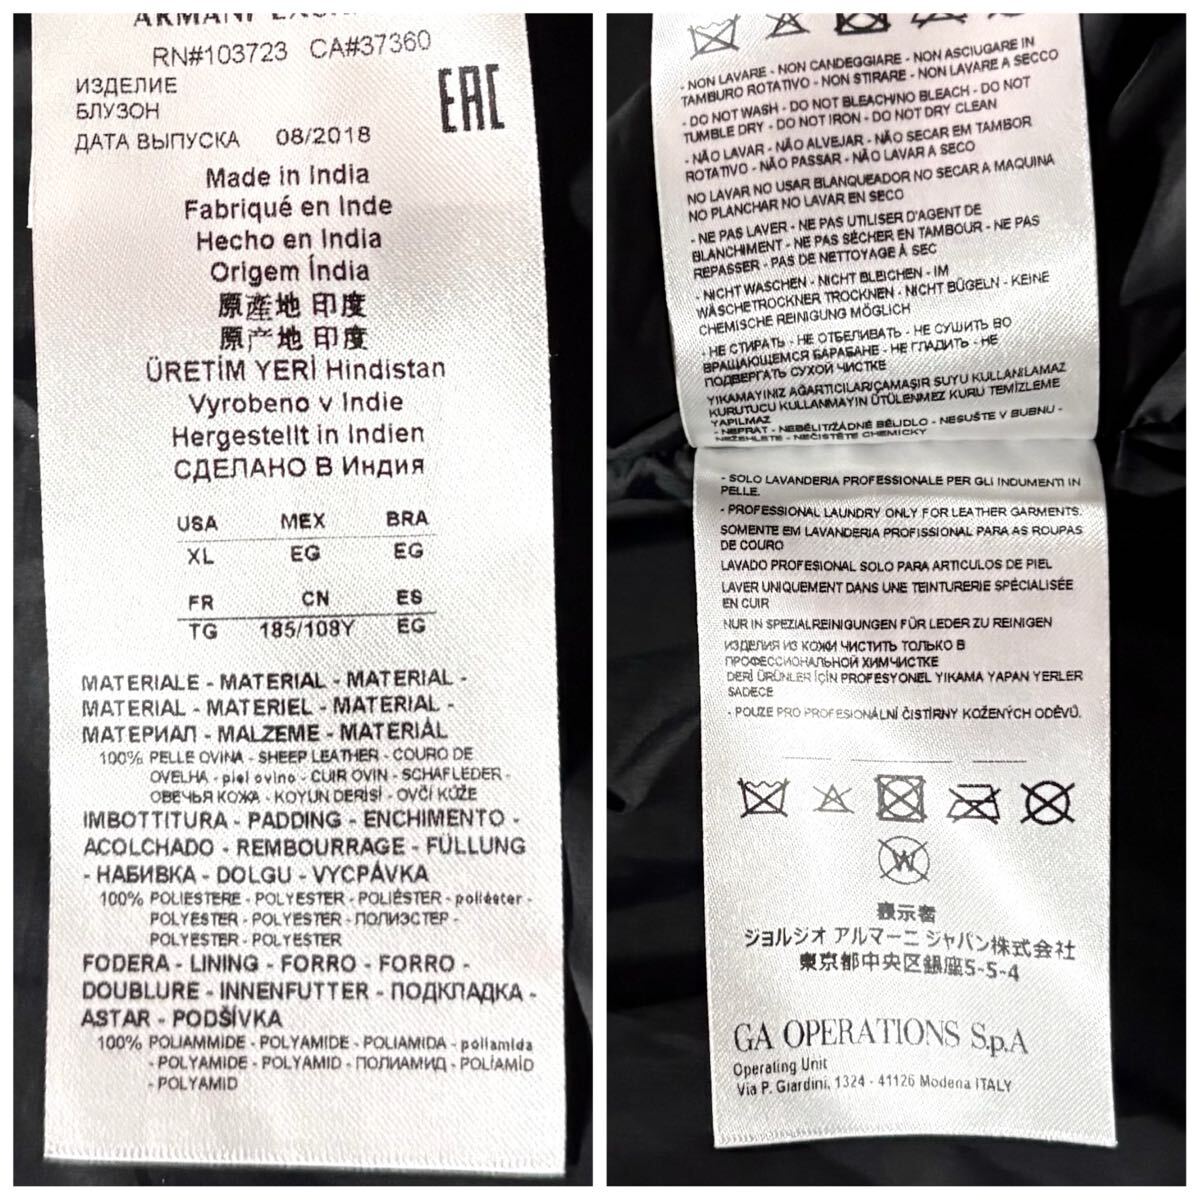 ARMANI EXCHANGE
RN#103723 CA#37360
ИЗДЕЛИЕ
БЛУЗОН
ДАТА ВЫПУСКА 08/2018
EAC
Made in India
Fabriqué en Inde
Hecho en India
Origem Índia
原產地 印度
原产地 印度
ÜRETİM YERİ Hindistan
Vyrobeno v Indie
Hergestellt in Indien
СДЕЛАНО В Индия
USA MEX BRA
XL EG EG
FR CN ES
TG 185/108Y EG
MATERIALE - MATERIAL - MATERIAL -
MATERIAL - MATERIEL - MATERIAL -
МАТЕРИАЛ - MALZEME - MATERIÁL
100% PELLE OVINA - SHEEP LEATHER - COURO DE
OVELHA - piel ovino - CUIR OVIN - SCHAFLEDER -
ОВЕЧЬЯ КОЖА - KOYUN DERISI - OVČI KŮŽE
IMBOTTITURA - PADDING - ENCHIMENTO -
ACOLCHADO - REMBOURRAGE - FÜLLUNG
- НАБИВКА - DOLGU - VYCPÁVKA
100% POLIESTERE - POLYESTER - POLIÉSTER - poliéster -
POLYESTER - POLYESTER - ПОЛИЭСТЕР -
POLYESTER - POLYESTER
FODERA - LINING - FORRO - FORRO -
DOUBLURE - INNENFUTTER - ПОДКЛАДКА -
ASTAR - PODŠÍVKA
100% POLIAMMIDE - POLYAMIDE - POLIAMIDA - poliamida
- POLYAMIDE - POLYAMID - ПОЛИАМИД - POLİAMİD
- POLYAMID
- NON LAVARE - NON CANDEGGIARE - NON ASCIUGARE IN
TAMBURO ROTATIVO - NON STIRARE - NON LAVARE A SECCO
- DO NOT WASH - DO NOT BLEACH/NO BLEACH - DO NOT
TUMBLE DRY - DO NOT IRON - DO NOT DRY CLEAN
- NÃO LAVAR - NÃO ALVEJAR - NÃO SECAR EM TAMBOR
ROTATIVO - NÃO PASSAR - NÃO LAVAR A SECO
NO LAVAR NO USAR BLANQUEADOR NO SECAR A MAQUINA
NO PLANCHAR NO LAVAR EN SECO
- NE PAS LAVER - NE PAS UTILISER D'AGENT DE
BLANCHIMENT - NE PAS SÉCHER EN TAMBOUR - NE PAS
REPASSER - PAS DE NETTOYAGE À SEC
- NICHT WASCHEN - NICHT BLEICHEN - IM
WÄSCHETROCKNER TROCKNEN - NICHT BÜGELN - KEINE
CHEMISCHE REINIGUNG MÖGLICH
- НЕ СТИРАТЬ - НЕ ОТБЕЛИВАТЬ - НЕ СУШИТЬ ВО
ВРАЩАЮЩЕМСЯ БАРАБАНЕ - НЕ ГЛАДИТЬ - НЕ
ПОДВЕРГАТЬ СУХОЙ ЧИСТКЕ
YIKAMAYINIZ AĞARTICILAR/ÇAMAŞIR SUYU KULLANILAMAZ
KURUTUCU KULLANMAYIN ÜTÜLENMEZ KURU TEMİZLEME
YAPILMAZ
- NEPRAT - NEBĚLIT/ŽÁDNÉ BĚLIDLO - NESUŠTE V BUBNU -
NEŽEHLETE - NEČISTĚTE CHEMICKY
- SOLO LAVANDERIA PROFESSIONALE PER GLI INDUMENTI IN
PELLE.
- PROFESSIONAL LAUNDRY ONLY FOR LEATHER GARMENTS.
SOMENTE EM LAVANDERIA PROFISSIONAL PARA AS ROUPAS
DE COURO
LAVADO PROFESIONAL SOLO PARA ARTICULOS DE PIEL
LAVER UNIQUEMENT DANS UNE TEINTURERIE SPÉCIALISÉE
EN CUIR
NUR IN SPEZIALREINIGUNGEN FÜR LEDER ZU REINIGEN
ИЗДЕЛИЯ ИЗ КОЖИ ЧИСТИТЬ ТОЛЬКО В
ПРОФЕССИОНАЛЬНОЙ ХИМЧИСТКЕ
DERİ ÜRÜNLER İÇİN PROFESYONEL YIKAMA YAPAN YERLER
SADECE
- POUZE PRO PROFESIONÁLNÍ ČISTÍRNY KOŽENÝCH ODĚVŮ.
W
表示者
ジョルジオ アルマーニ ジャパン株式会社
東京都中央区銀座5-5-4
GA OPERATIONS S.p.A
Operating Unit
Via P. Giardini, 1324 - 41126 Modena ITALY